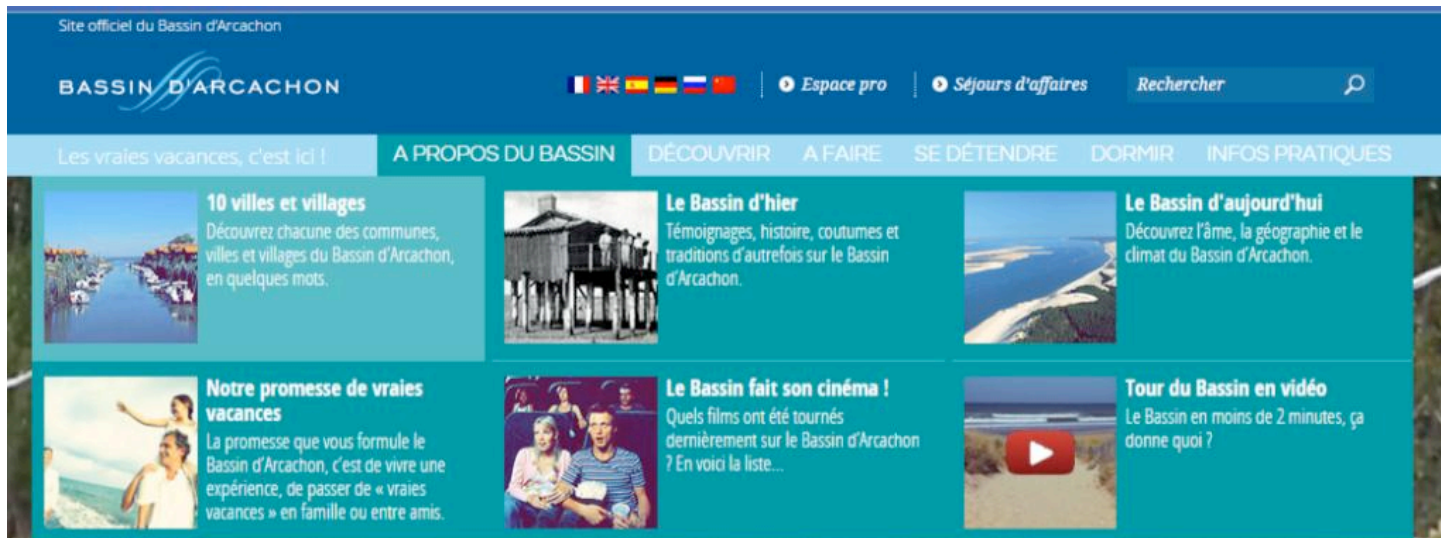 Site officiel du Bassin d'Arcachon
BASSIN D'ARCACHON
Espace pro
Séjours d'affaires
Rechercher
Les vraies vacances, c'est ici !
A PROPOS DU BASSIN
DÉCOUVRIR
A FAIRE
SE DÉTENDRE
DORMIR
INFOS PRATIQUES
10 villes et villages
Découvrez chacune des communes,
villes et villages du Bassin d'Arcachon,
en quelques mots.
Le Bassin d'hier
Témoignages, histoire, coutumes et
traditions d'autrefois sur le Bassin
d'Arcachon.
Le Bassin d'aujourd'hui
Découvrez l'âme, la géographie et le
climat du Bassin d'Arcachon.
Notre promesse de vraies
vacances
La promesse que vous formule le
Bassin d'Arcachon, c'est de vivre une
expérience, de passer de « vraies
vacances » en famille ou entre amis.
Le Bassin fait son cinéma !
Quels films ont été tournés
dernièrement sur le Bassin d'Arcachon
? En voici la liste...
Tour du Bassin en vidéo
Le Bassin en moins de 2 minutes, ça
donne quoi ?